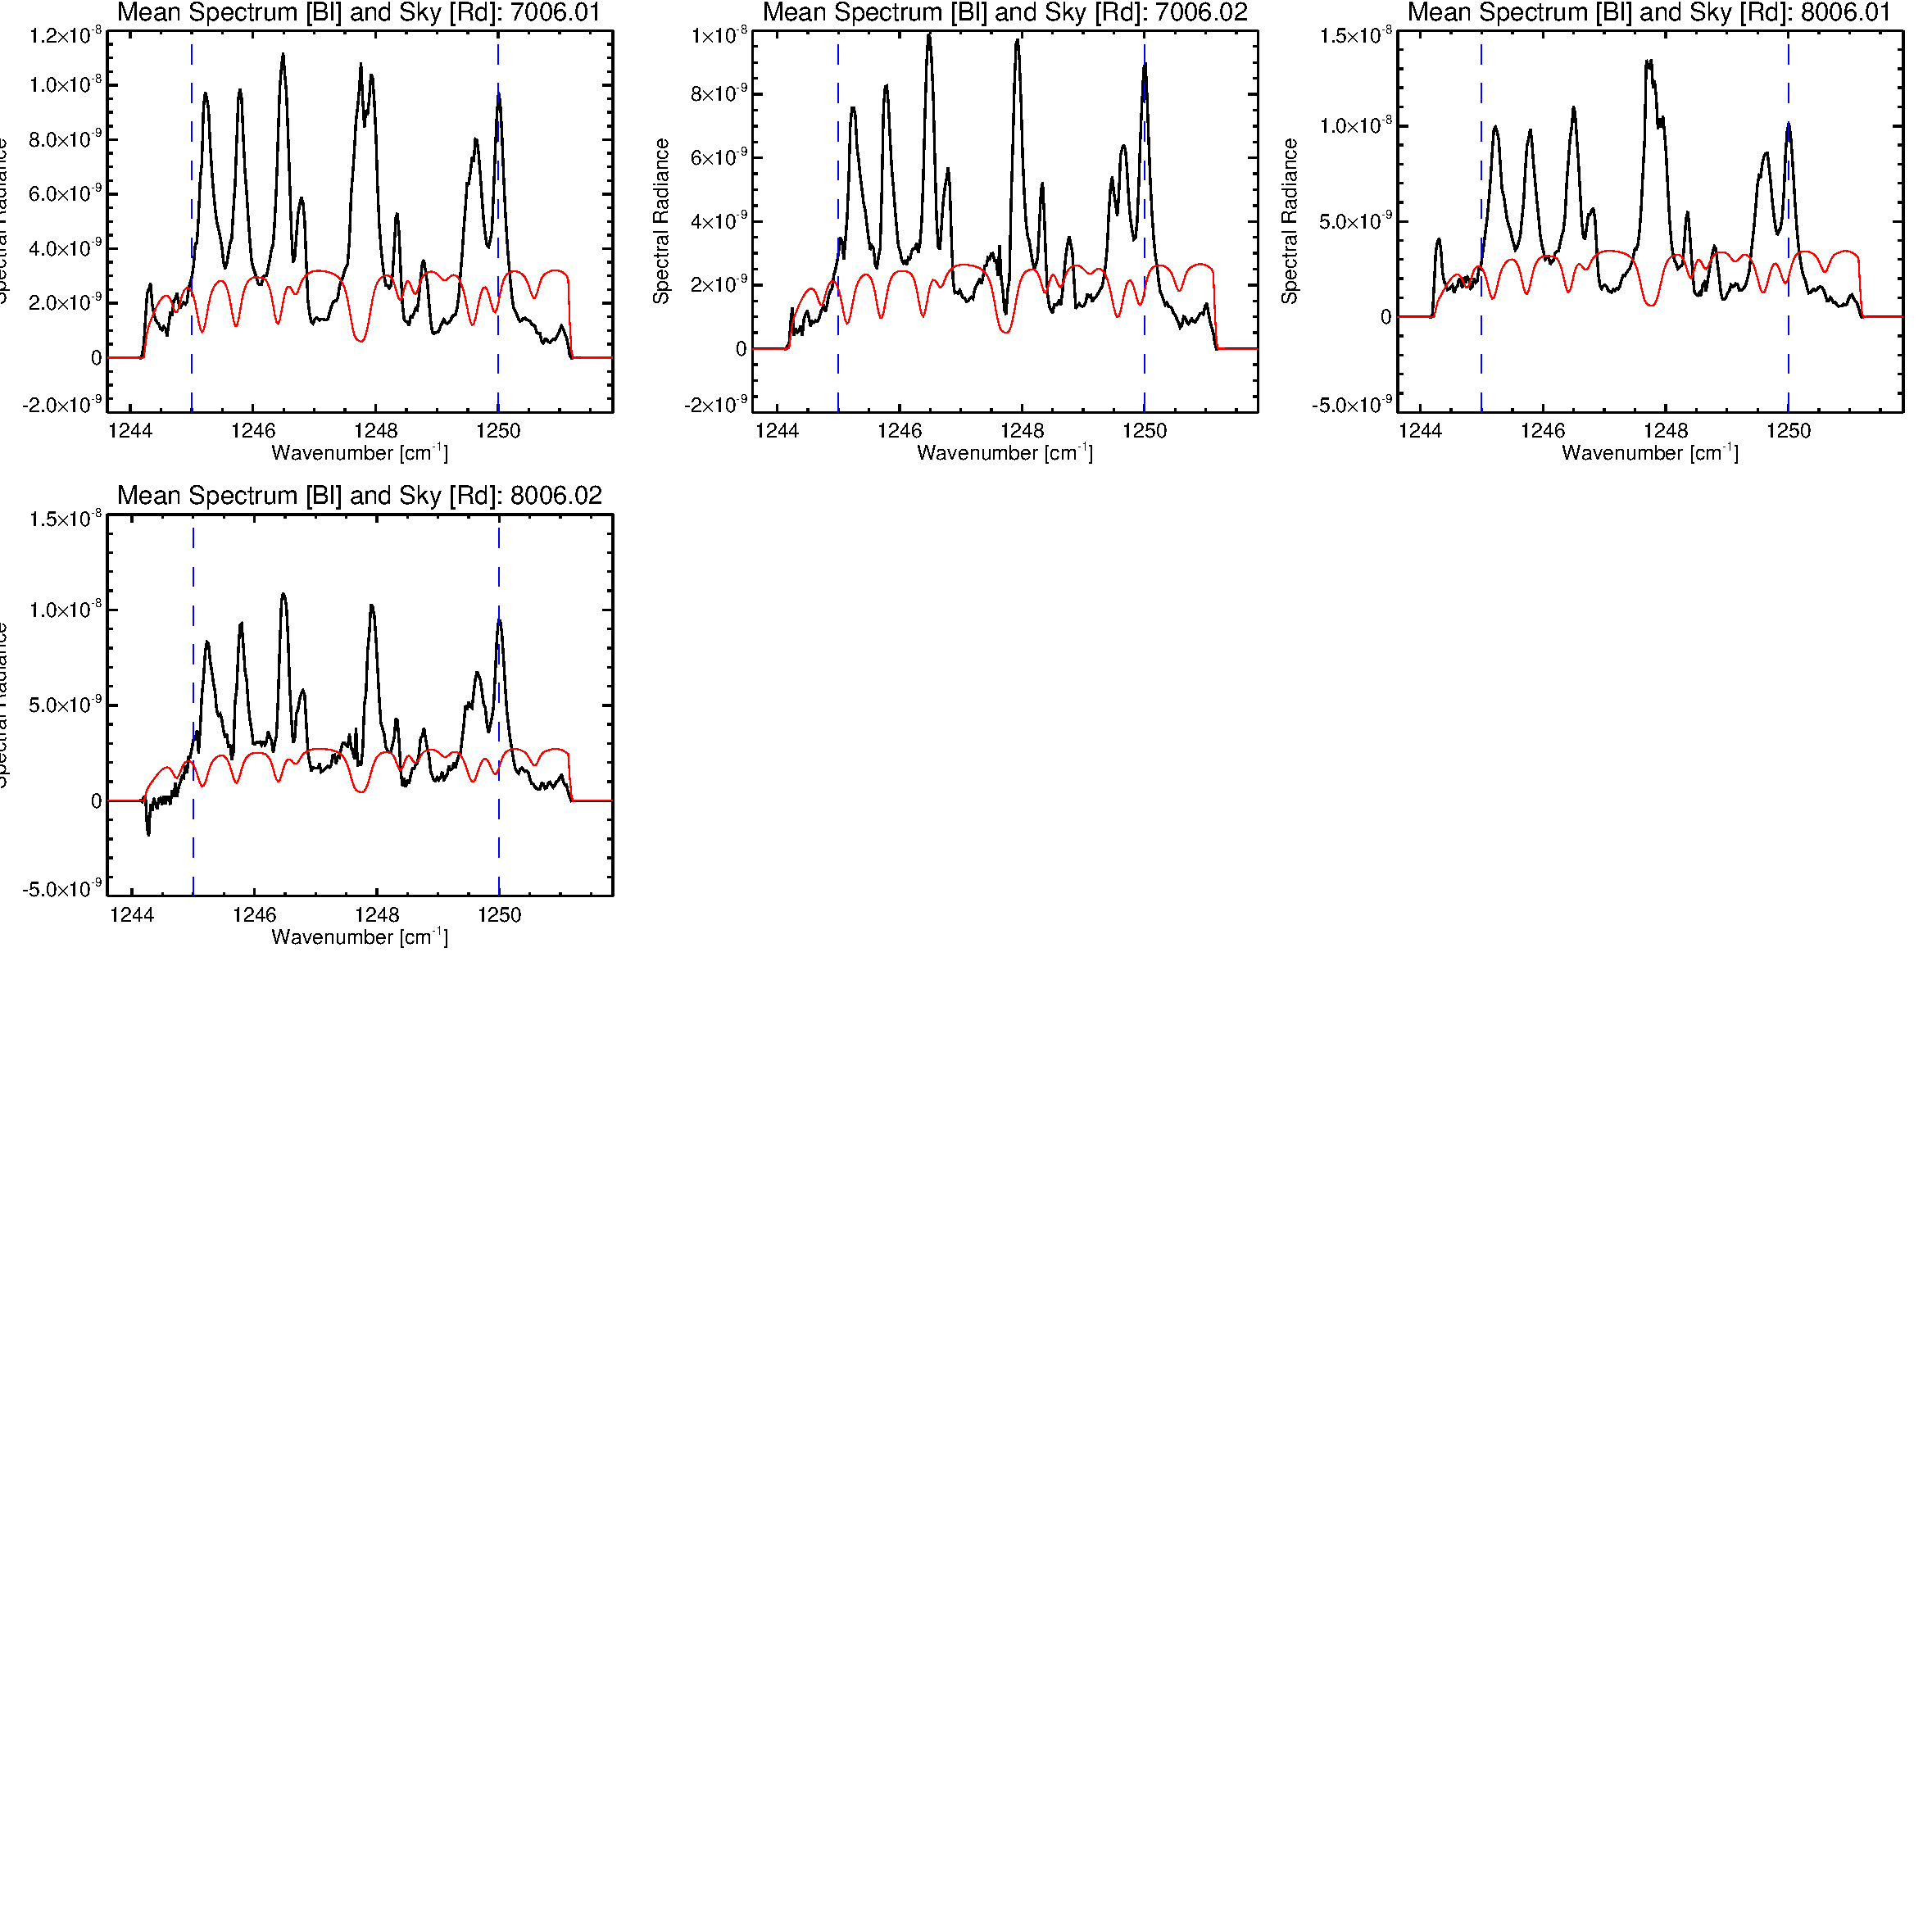 Mean Spectrum [Bl] and Sky [Rd]: 7006.01
1.2×10⁻⁸
1.0×10⁻⁸
8.0×10⁻⁹
6.0×10⁻⁹
4.0×10⁻⁹
2.0×10⁻⁹
0
-2.0×10⁻⁹
Spectral Radiance
1244 1246 1248 1250
Wavenumber [cm⁻¹]
Mean Spectrum [Bl] and Sky [Rd]: 7006.02
1×10⁻⁸
8×10⁻⁹
6×10⁻⁹
4×10⁻⁹
2×10⁻⁹
0
-2×10⁻⁹
Spectral Radiance
1244 1246 1248 1250
Wavenumber [cm⁻¹]
Mean Spectrum [Bl] and Sky [Rd]: 8006.01
1.5×10⁻⁸
1.0×10⁻⁸
5.0×10⁻⁹
0
-5.0×10⁻⁹
Spectral Radiance
1244 1246 1248 1250
Wavenumber [cm⁻¹]
Mean Spectrum [Bl] and Sky [Rd]: 8006.02
1.5×10⁻⁸
1.0×10⁻⁸
5.0×10⁻⁹
0
-5.0×10⁻⁹
Spectral Radiance
1244 1246 1248 1250
Wavenumber [cm⁻¹]